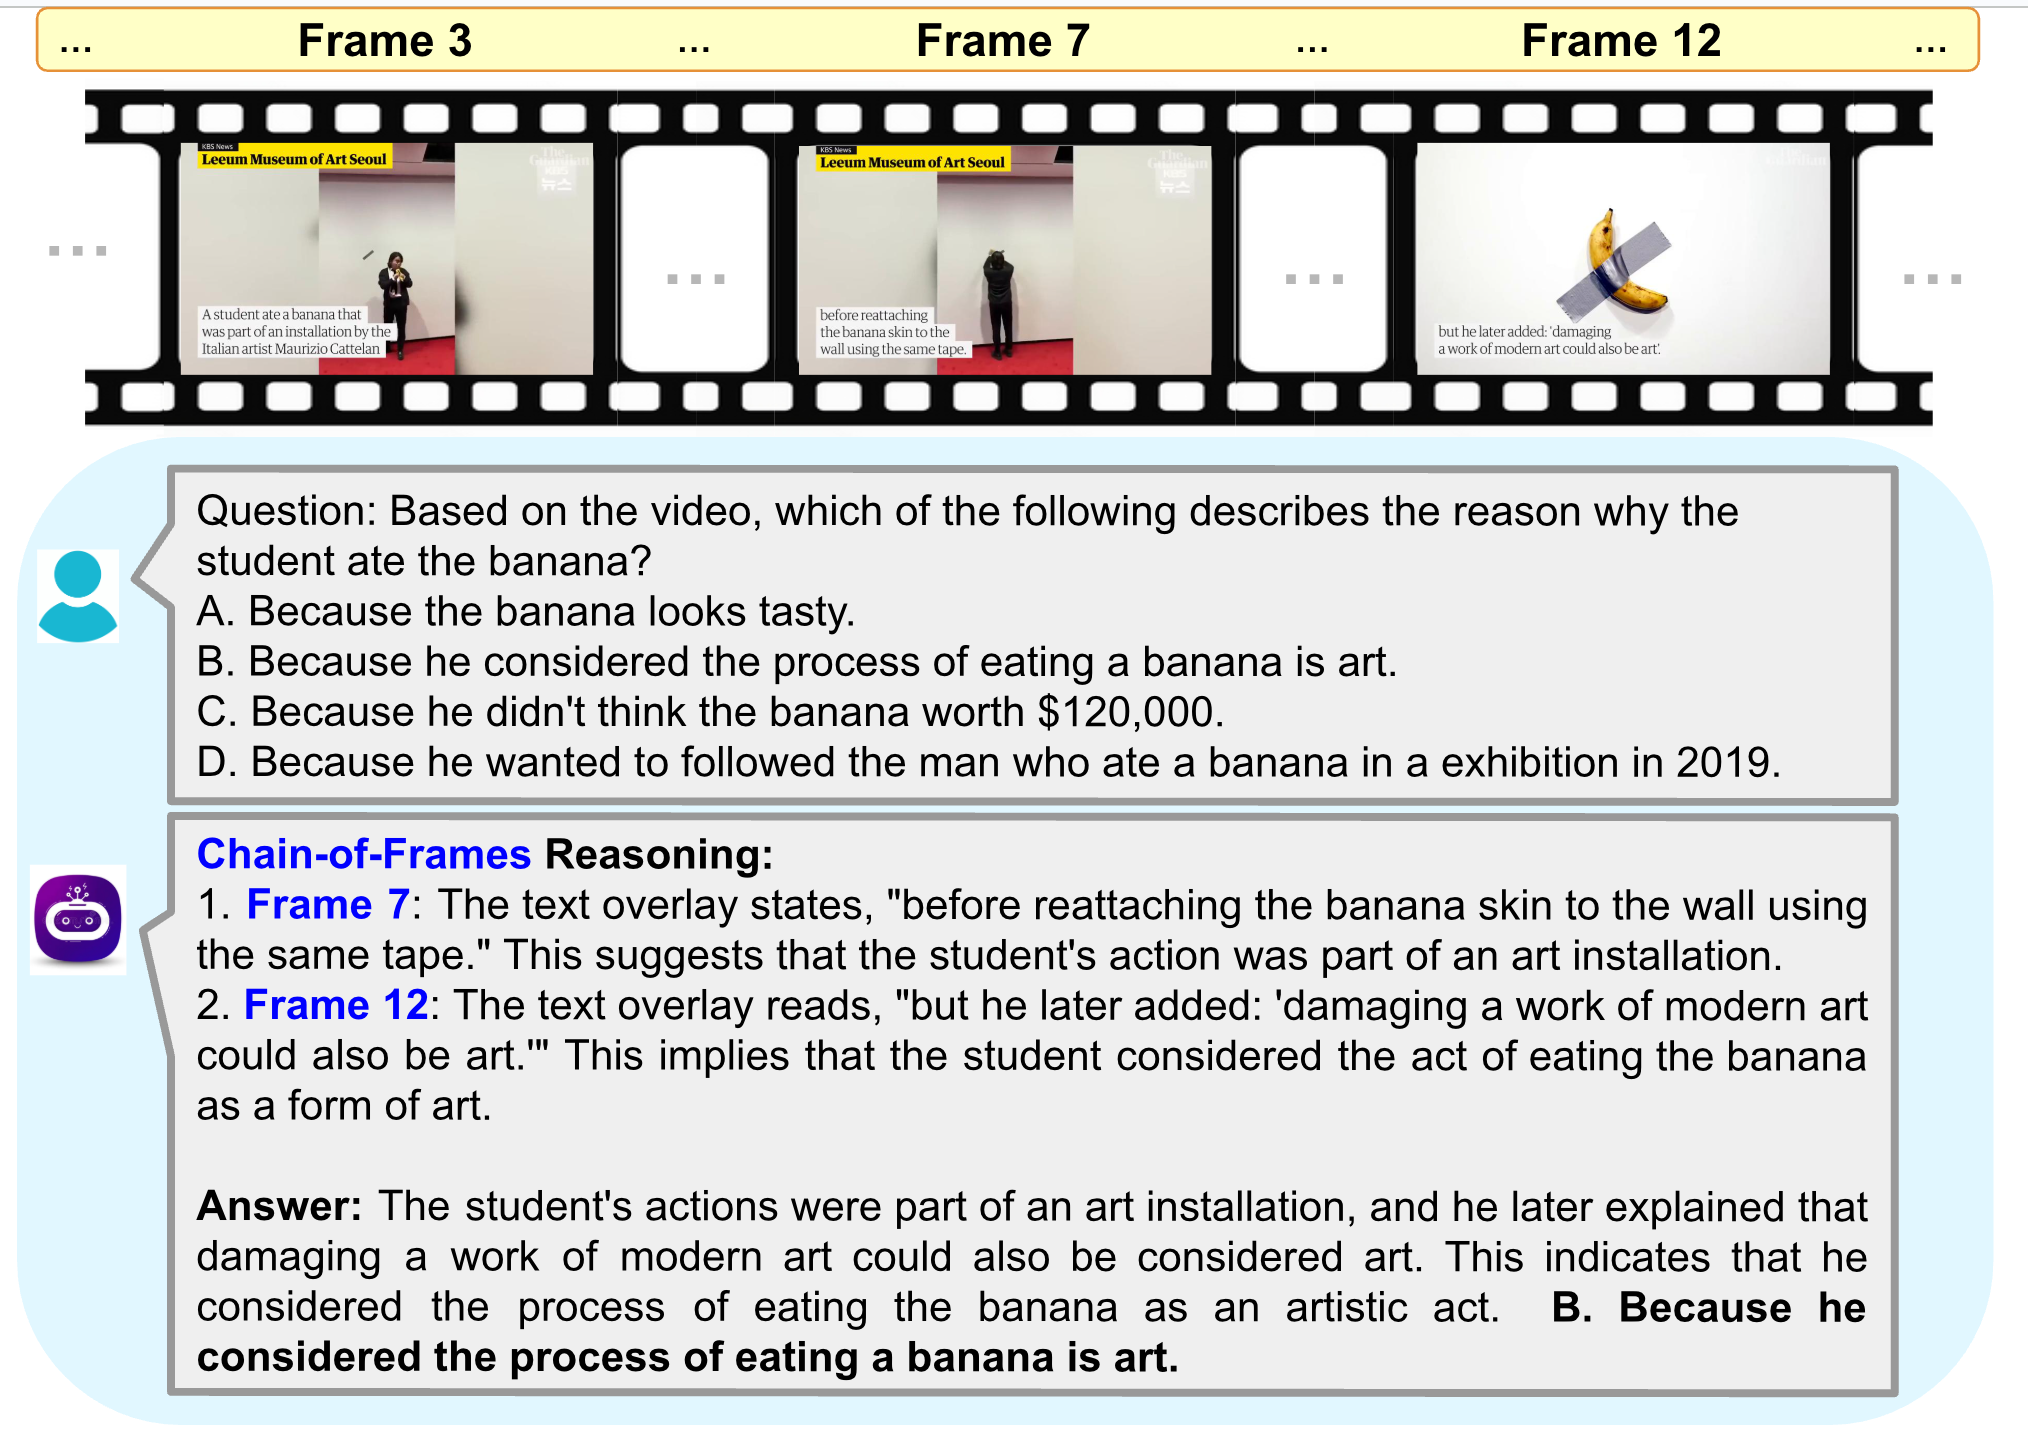 ... Frame 3 ... Frame 7 ... Frame 12 ...
KBS News
Leeum Museum of Art Seoul
The Guardian
KBS
뉴스
A student ate a banana that
was part of an installation by the
Italian artist Maurizio Cattelan
...
KBS News
Leeum Museum of Art Seoul
The Guardian
KBS
뉴스
before reattaching
the banana skin to the
wall using the same tape.
...
but he later added: 'damaging
a work of modern art could also be art'.
...
Question: Based on the video, which of the following describes the reason why the
student ate the banana?
A. Because the banana looks tasty.
B. Because he considered the process of eating a banana is art.
C. Because he didn't think the banana worth $120,000.
D. Because he wanted to followed the man who ate a banana in a exhibition in 2019.
Chain-of-Frames Reasoning:
1. Frame 7: The text overlay states, "before reattaching the banana skin to the wall using
the same tape." This suggests that the student's action was part of an art installation.
2. Frame 12: The text overlay reads, "but he later added: 'damaging a work of modern art
could also be art.'" This implies that the student considered the act of eating the banana
as a form of art.
Answer: The student's actions were part of an art installation, and he later explained that
damaging a work of modern art could also be considered art. This indicates that he
considered the process of eating the banana as an artistic act. B. Because he
considered the process of eating a banana is art.